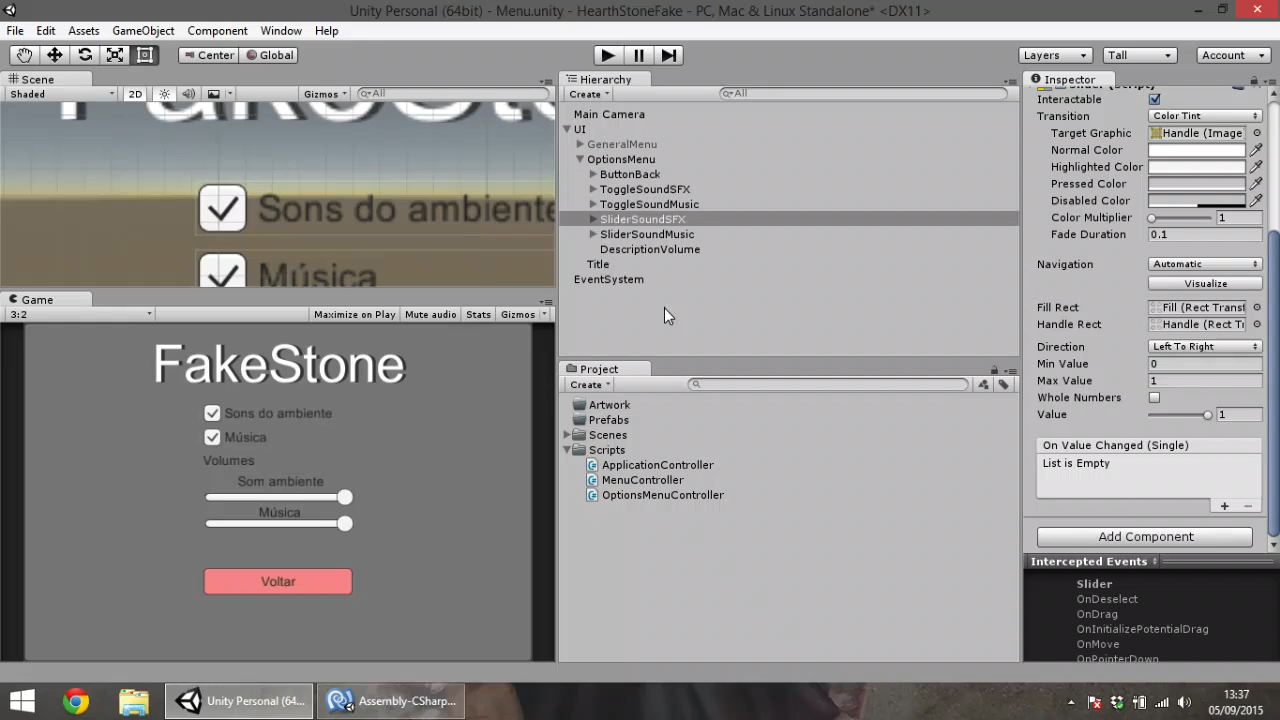 Unity Personal (64bit) - Menu.unity - HearthStoneFake - PC, Mac & Linux Standalone* <DX11>
File Edit Assets GameObject Component Window Help
Center Global Layers Tall Account
Scene
Shaded 2D Gizmos All
Sons do ambiente
Música
Game
3:2 Maximize on Play Mute audio Stats Gizmos
FakeStone
Sons do ambiente
Música
Volumes
Som ambiente
Música
Voltar
Hierarchy
Create All
Main Camera
UI
GeneralMenu
OptionsMenu
ButtonBack
ToggleSoundSFX
ToggleSoundMusic
SliderSoundSFX
SliderSoundMusic
DescriptionVolume
Title
EventSystem
Project
Create
Artwork
Prefabs
Scenes
Scripts
ApplicationController
MenuController
OptionsMenuController
Inspector
Slider (Script)
Interactable
Transition Color Tint
Target Graphic Handle (Image
Normal Color
Highlighted Color
Pressed Color
Disabled Color
Color Multiplier 1
Fade Duration 0.1
Navigation Automatic
Visualize
Fill Rect Fill (Rect Transf
Handle Rect Handle (Rect Tr
Direction Left To Right
Min Value 0
Max Value 1
Whole Numbers
Value 1
On Value Changed (Single)
List is Empty
+ −
Add Component
Intercepted Events
Slider
OnDeselect
OnDrag
OnInitializePotentialDrag
OnMove
OnPointerDown
Unity Personal (64...
Assembly-CSharp...
13:37
05/09/2015